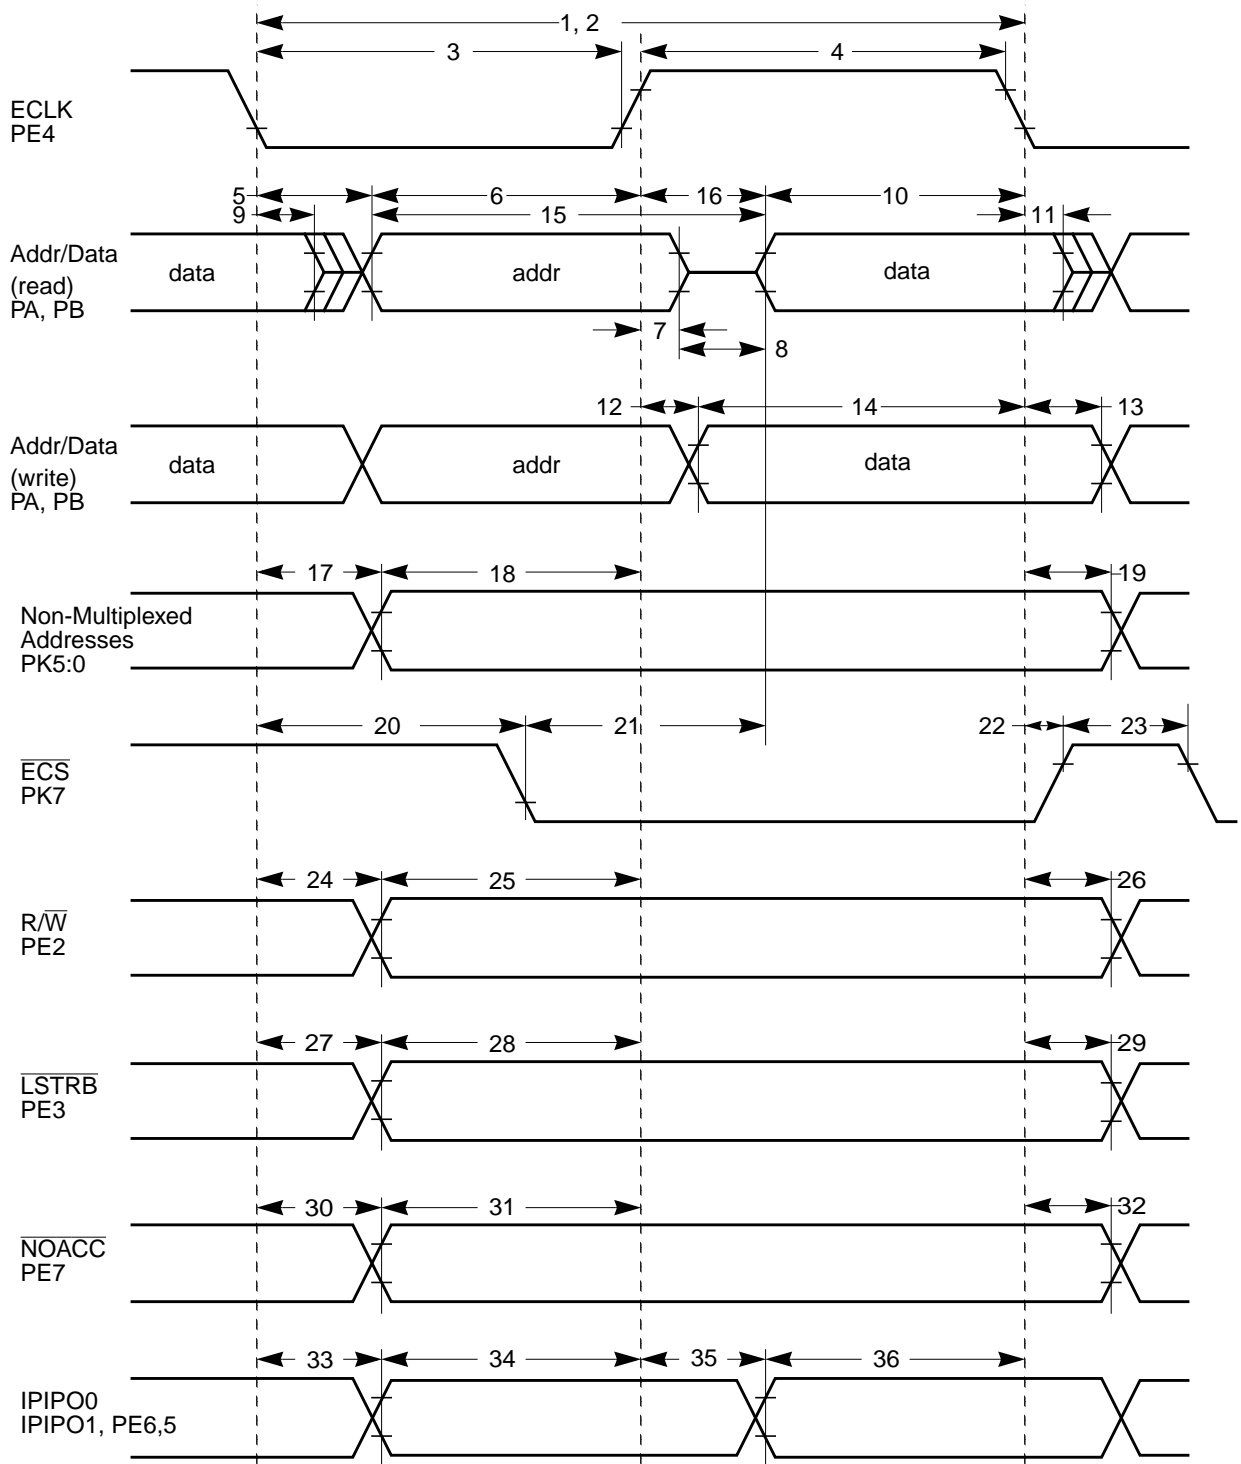 1, 2
3 4
ECLK
PE4
5 6 16 10
9 15 11
Addr/Data
(read)
PA, PB
data addr data
7
8
12 14 13
Addr/Data
(write)
PA, PB
data addr data
17 18 19
Non-Multiplexed
Addresses
PK5:0
20 21 22 23
ECS
PK7
24 25 26
R/W
PE2
27 28 29
LSTRB
PE3
30 31 32
NOACC
PE7
33 34 35 36
IPIPO0
IPIPO1, PE6,5